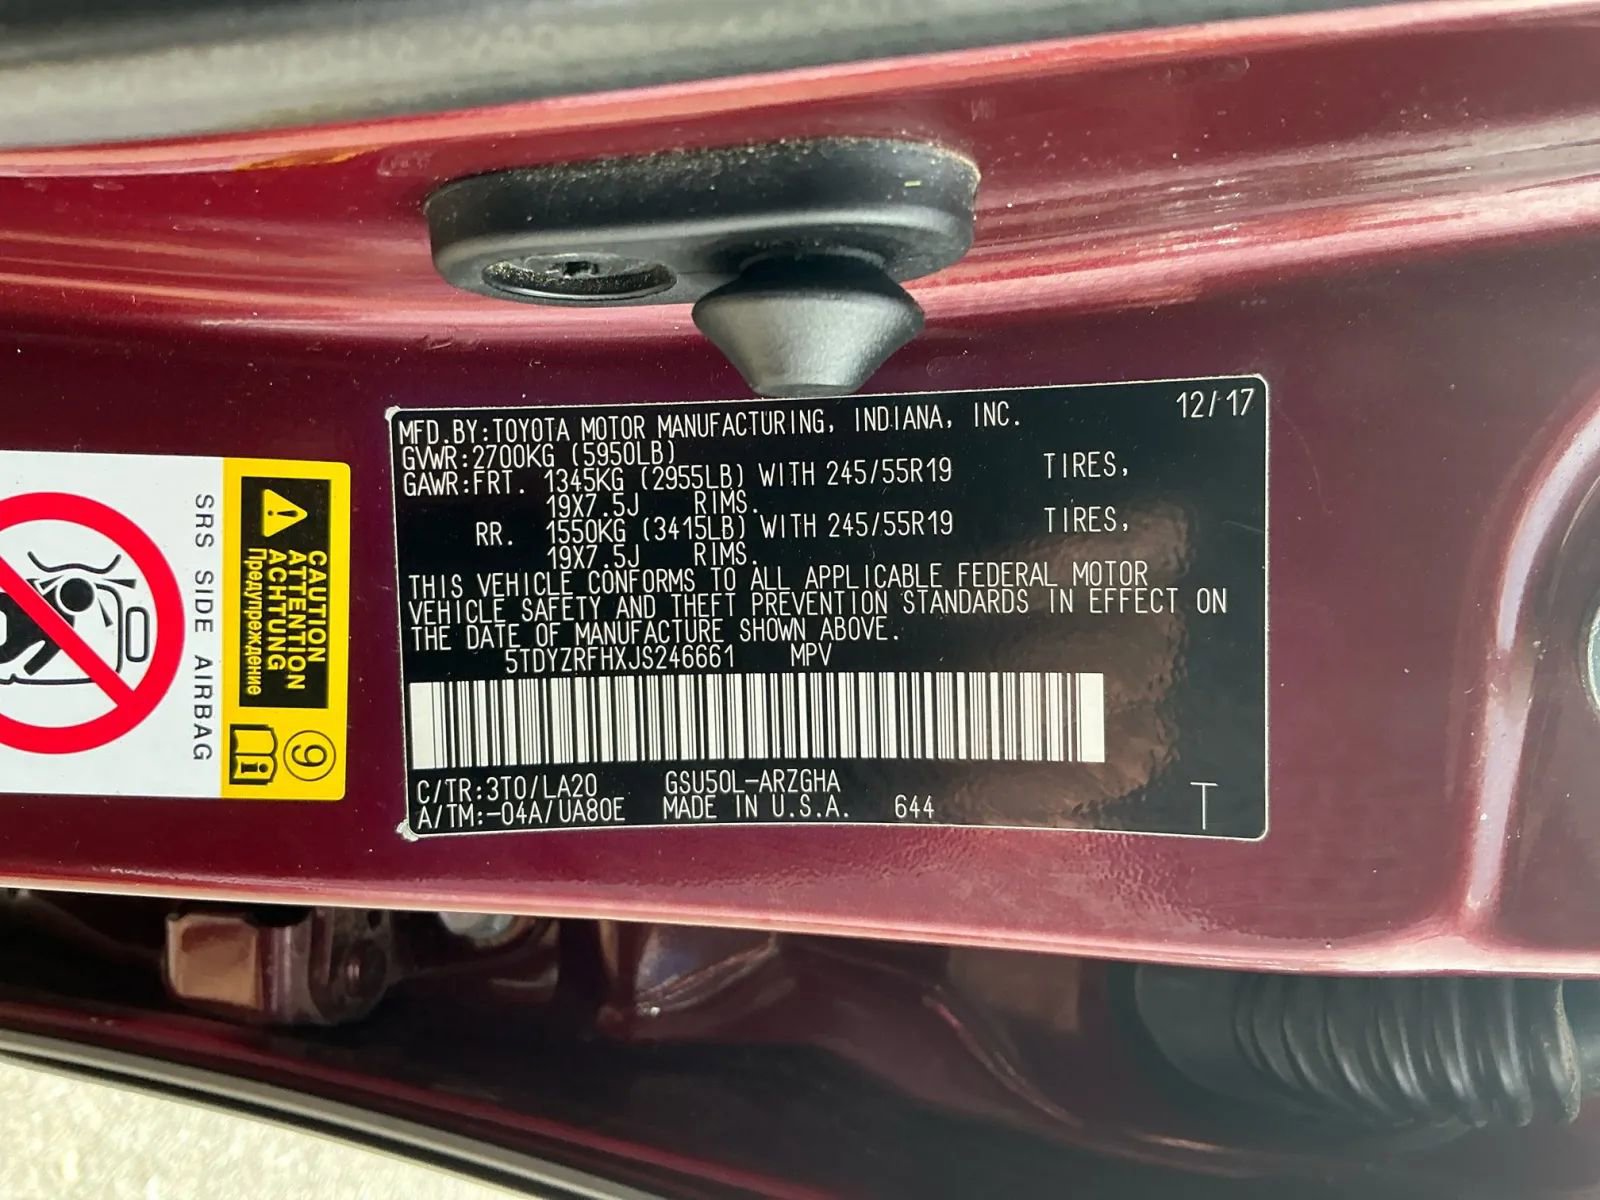 12/17
MFD.BY:TOYOTA MOTOR MANUFACTURING, INDIANA, INC.
GVWR:2700KG (5950LB)
GAWR:FRT. 1345KG (2955LB) WITH 245/55R19 TIRES,
19X7.5J RIMS.
RR. 1550KG (3415LB) WITH 245/55R19 TIRES,
19X7.5J RIMS.
THIS VEHICLE CONFORMS TO ALL APPLICABLE FEDERAL MOTOR
VEHICLE SAFETY AND THEFT PREVENTION STANDARDS IN EFFECT ON
THE DATE OF MANUFACTURE SHOWN ABOVE.
5TDYZRFHXJS246661 MPV
C/TR:3T0/LA20 GSU50L-ARZGHA
A/TM:-04A/UA80E MADE IN U.S.A. 644 T
CAUTION
ATTENTION
ACHTUNG
Предупреждение
9
i
SRS SIDE AIRBAG